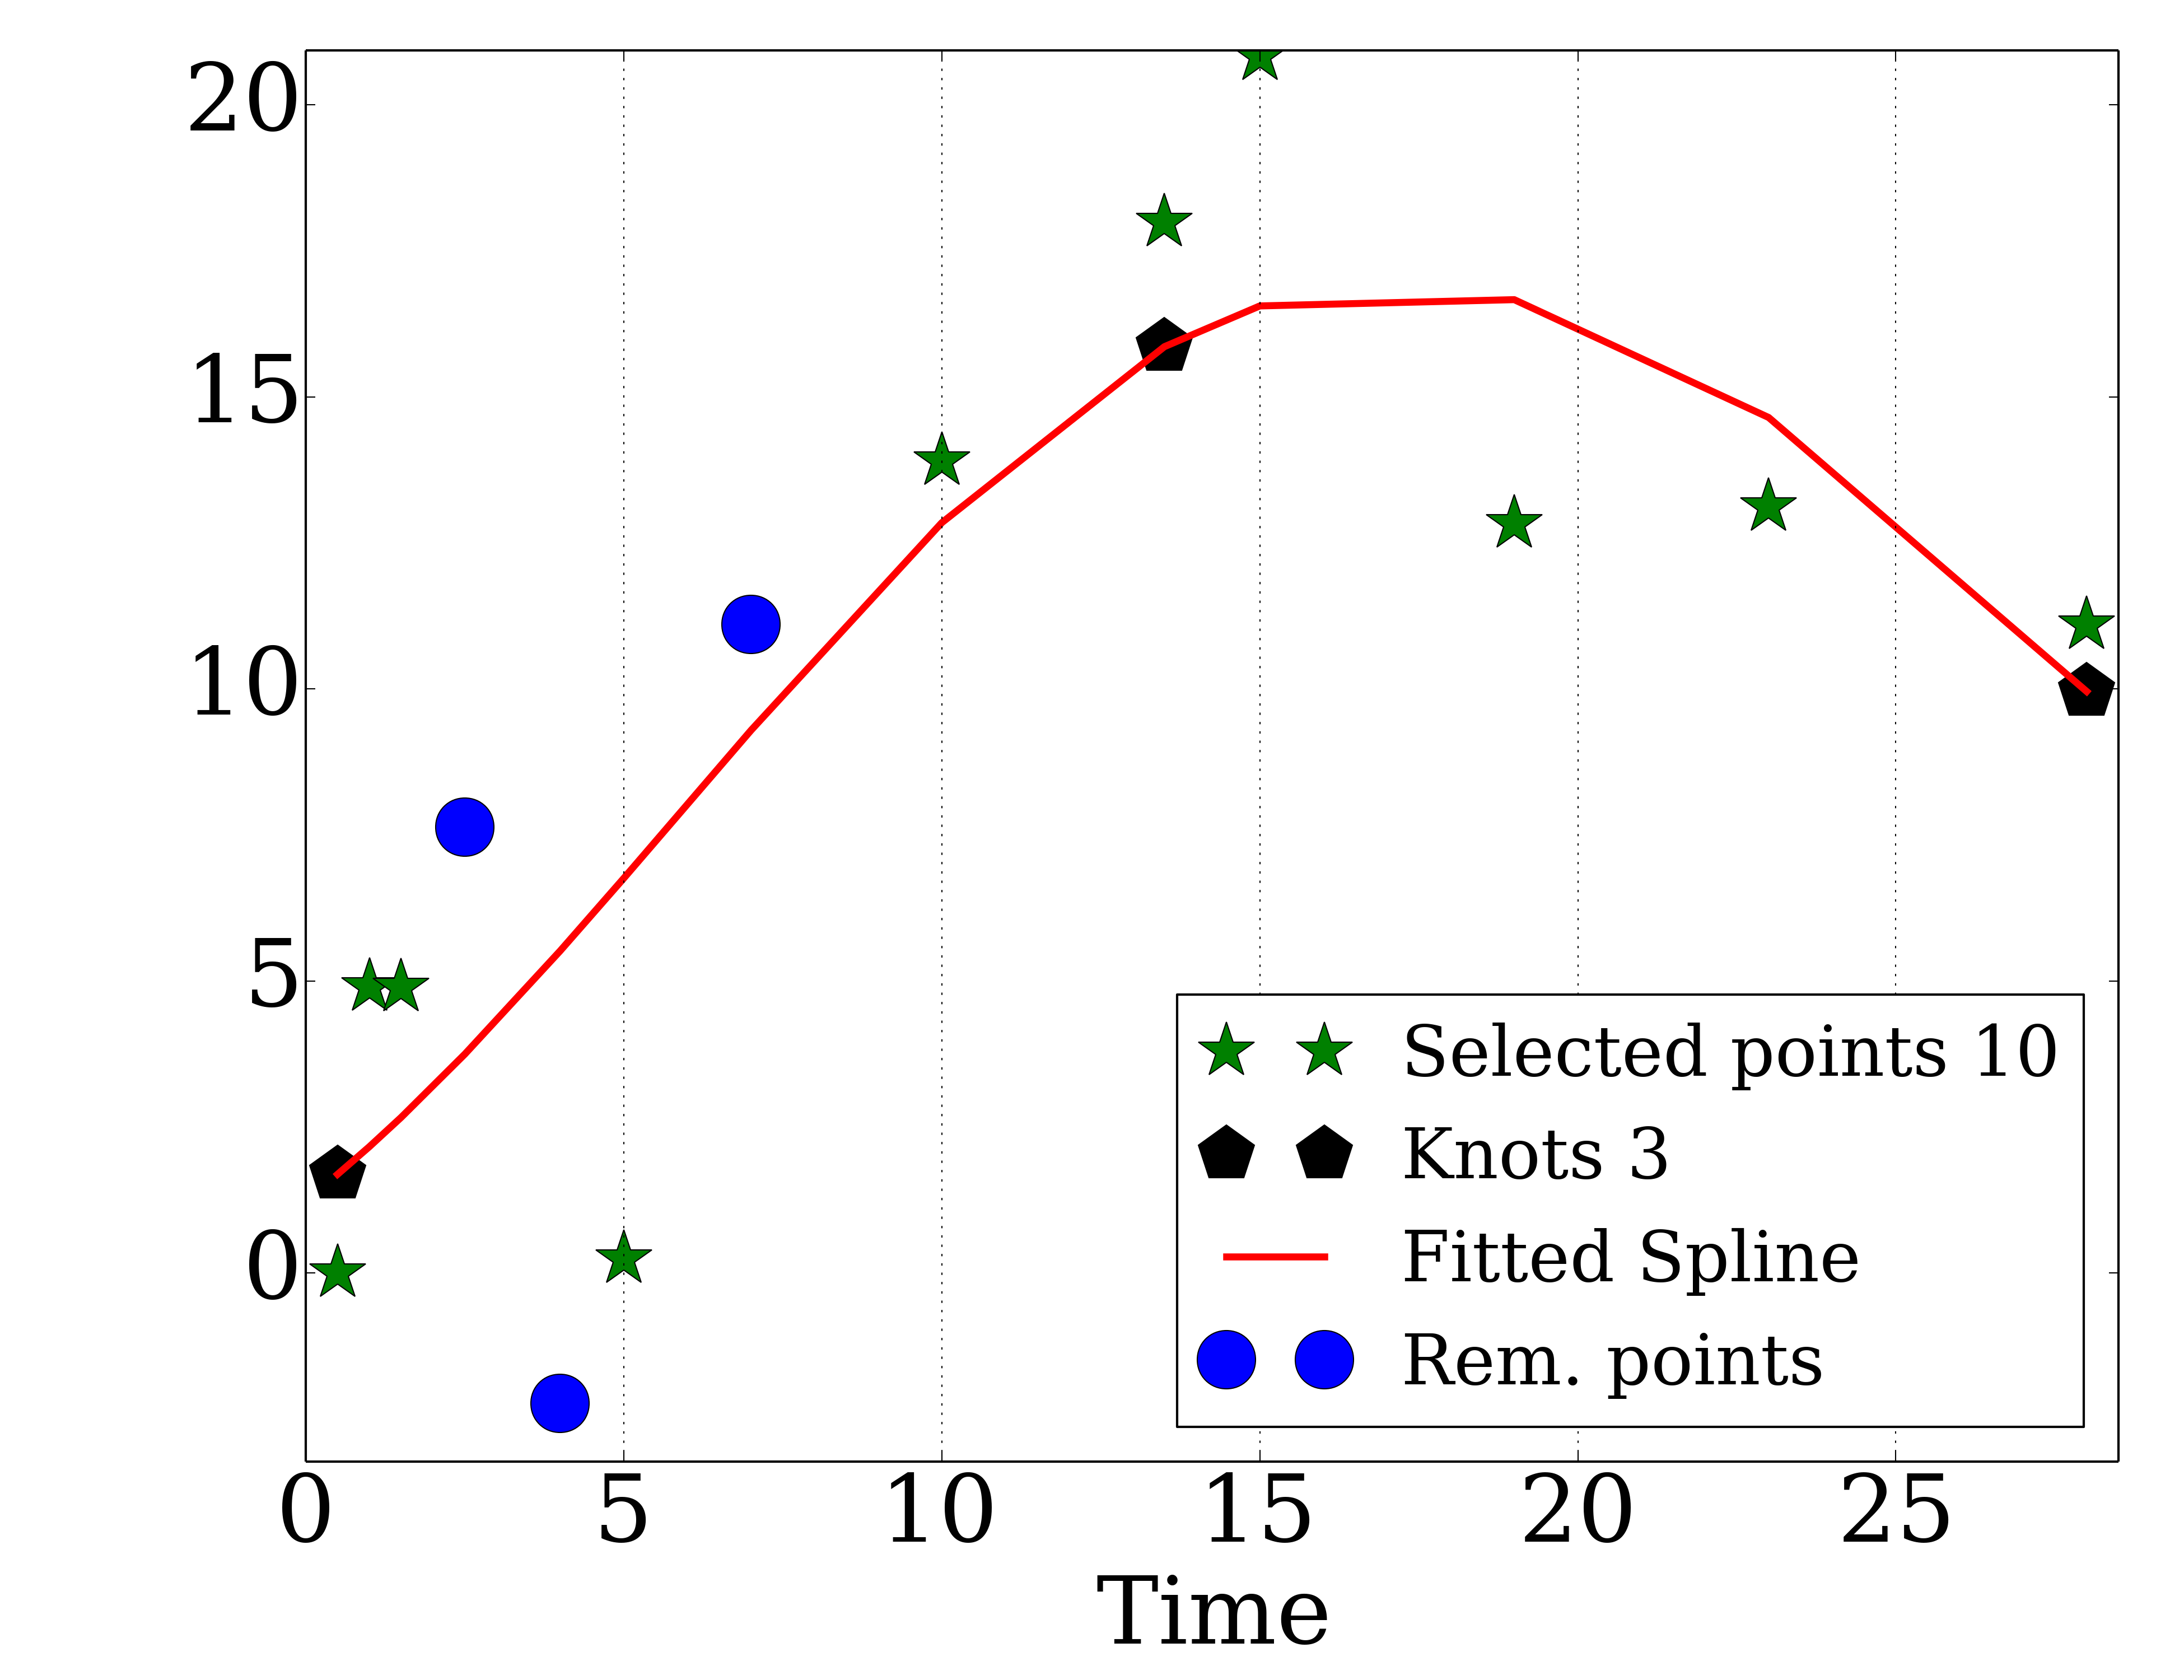 20
15
10
5
0
Selected points 10
Knots 3
Fitted Spline
Rem. points
0 5 10 15 20 25
Time